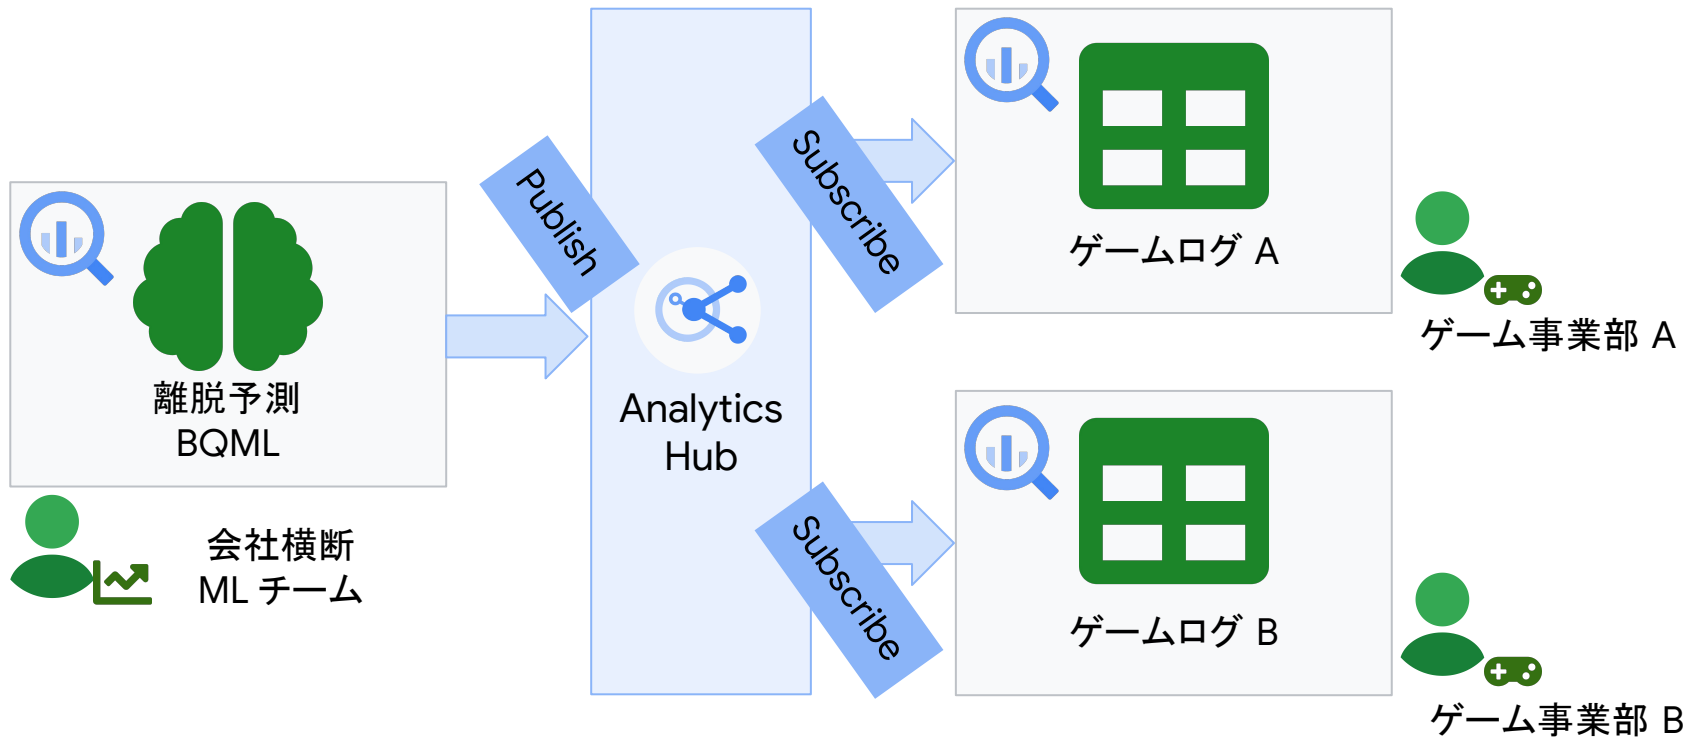 離脱予測
BQML
会社横断
ML チーム
Publish
Analytics
Hub
Subscribe
ゲームログ A
ゲーム事業部 A
Subscribe
ゲームログ B
ゲーム事業部 B